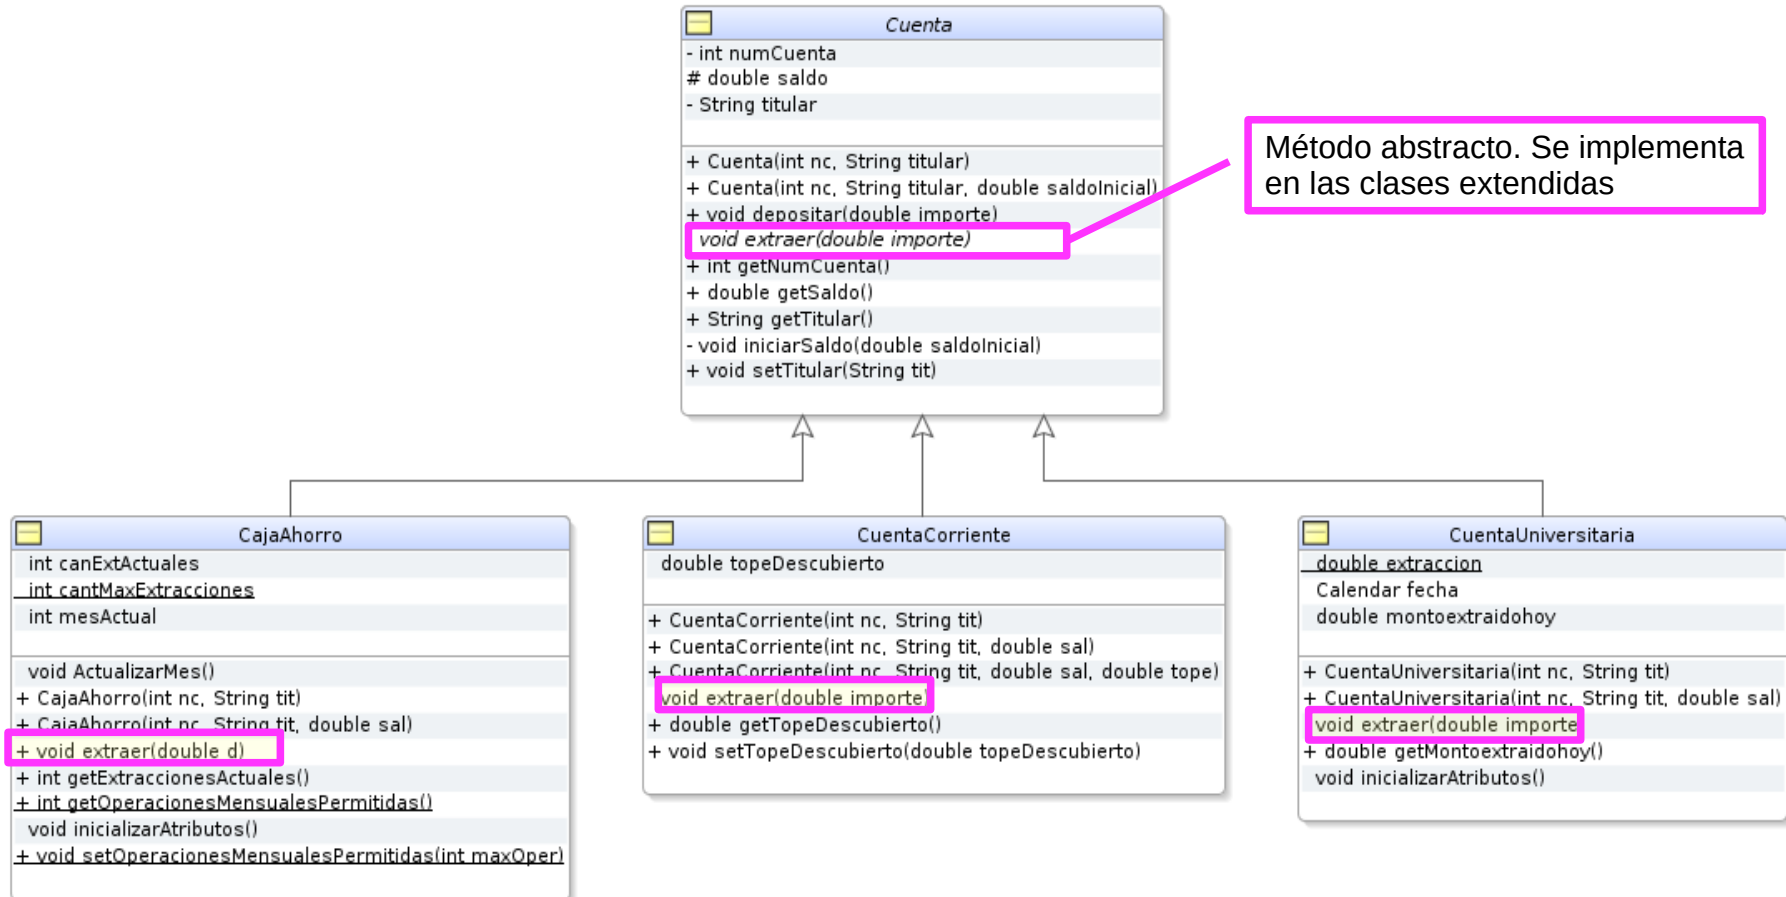 Cuenta
- int numCuenta
# double saldo
- String titular
+ Cuenta(int nc, String titular)
+ Cuenta(int nc, String titular, double saldoInicial)
+ void depositar(double importe)
void extraer(double importe)
+ int getNumCuenta()
+ double getSaldo()
+ String getTitular()
- void iniciarSaldo(double saldoInicial)
+ void setTitular(String tit)
Método abstracto. Se implementa
en las clases extendidas
CajaAhorro
int canExtActuales
int cantMaxExtracciones
int mesActual
void ActualizarMes()
+ CajaAhorro(int nc, String tit)
+ CajaAhorro(int nc, String tit, double sal)
+ void extraer(double d)
+ int getExtraccionesActuales()
+ int getOperacionesMensualesPermitidas()
void inicializarAtributos()
+ void setOperacionesMensualesPermitidas(int maxOper)
CuentaCorriente
double topeDescubierto
+ CuentaCorriente(int nc, String tit)
+ CuentaCorriente(int nc, String tit, double sal)
+ CuentaCorriente(int nc, String tit, double sal, double tope)
void extraer(double importe)
+ double getTopeDescubierto()
+ void setTopeDescubierto(double topeDescubierto)
CuentaUniversitaria
double extraccion
Calendar fecha
double montoextraidohoy
+ CuentaUniversitaria(int nc, String tit)
+ CuentaUniversitaria(int nc, String tit, double sal)
void extraer(double importe
+ double getMontoextraidohoy()
void inicializarAtributos()